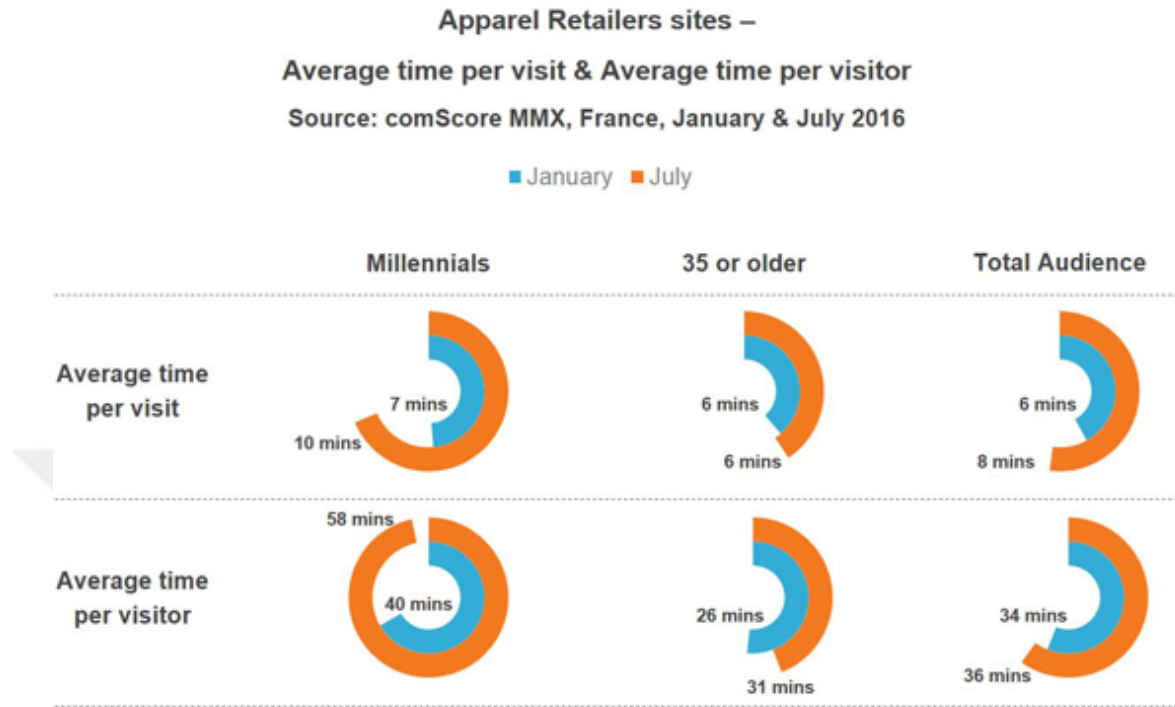 Apparel Retailers sites –
Average time per visit & Average time per visitor
Source: comScore MMX, France, January & July 2016
January July
Millennials 35 or older Total Audience
Average time
per visit
7 mins
10 mins
6 mins
6 mins
6 mins
8 mins
Average time
per visitor
58 mins
40 mins
26 mins
31 mins
34 mins
36 mins